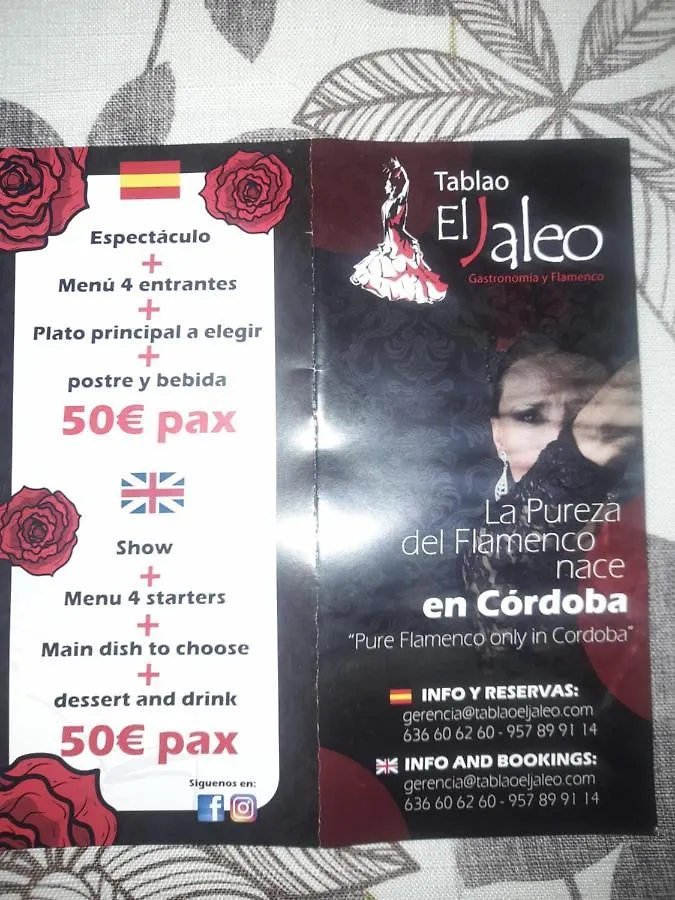 Espectáculo
+
Menú 4 entrantes
+
Plato principal a elegir
+
postre y bebida
50€ pax
Show
+
Menu 4 starters
+
Main dish to choose
+
dessert and drink
50€ pax
Siguenos en:
Tablao
El Jaleo
Gastronomía y Flamenco
La Pureza
del Flamenco
nace
en Córdoba
"Pure Flamenco only in Cordoba"
INFO Y RESERVAS:
gerencia@tablaoeljaleo.com
636 60 62 60 - 957 89 91 14
INFO AND BOOKINGS:
gerencia@tablaoeljaleo.com
636 60 62 60 - 957 89 91 14